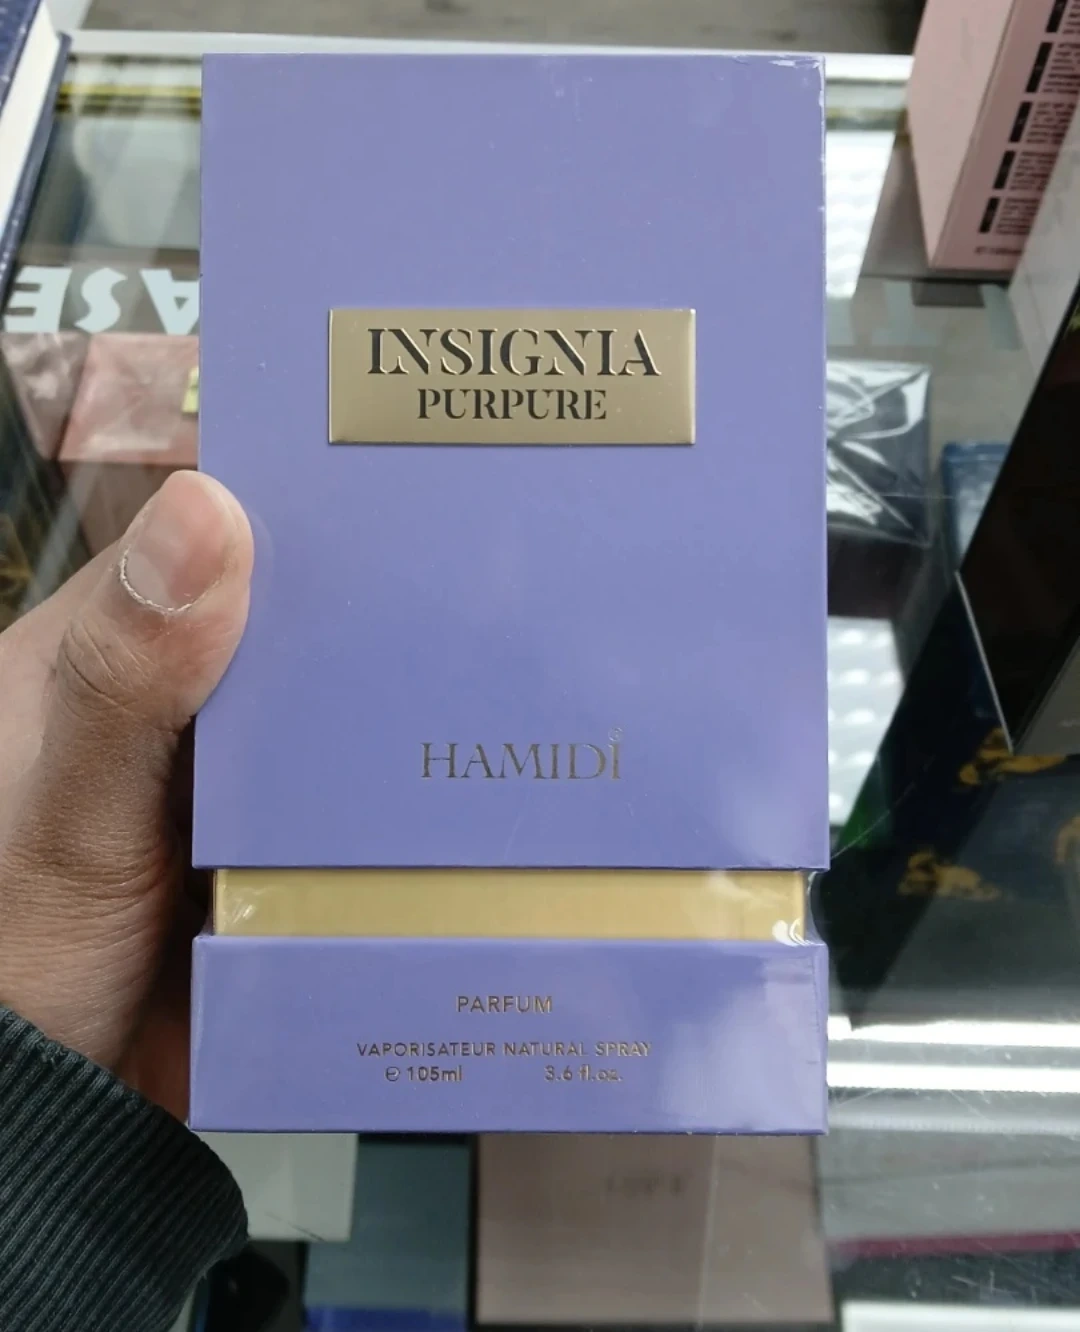 INSIGNIA
PURPURE
HAMIDI
PARFUM
VAPORISATEUR NATURAL SPRAY
℮ 105ml 3.6 fl.oz.